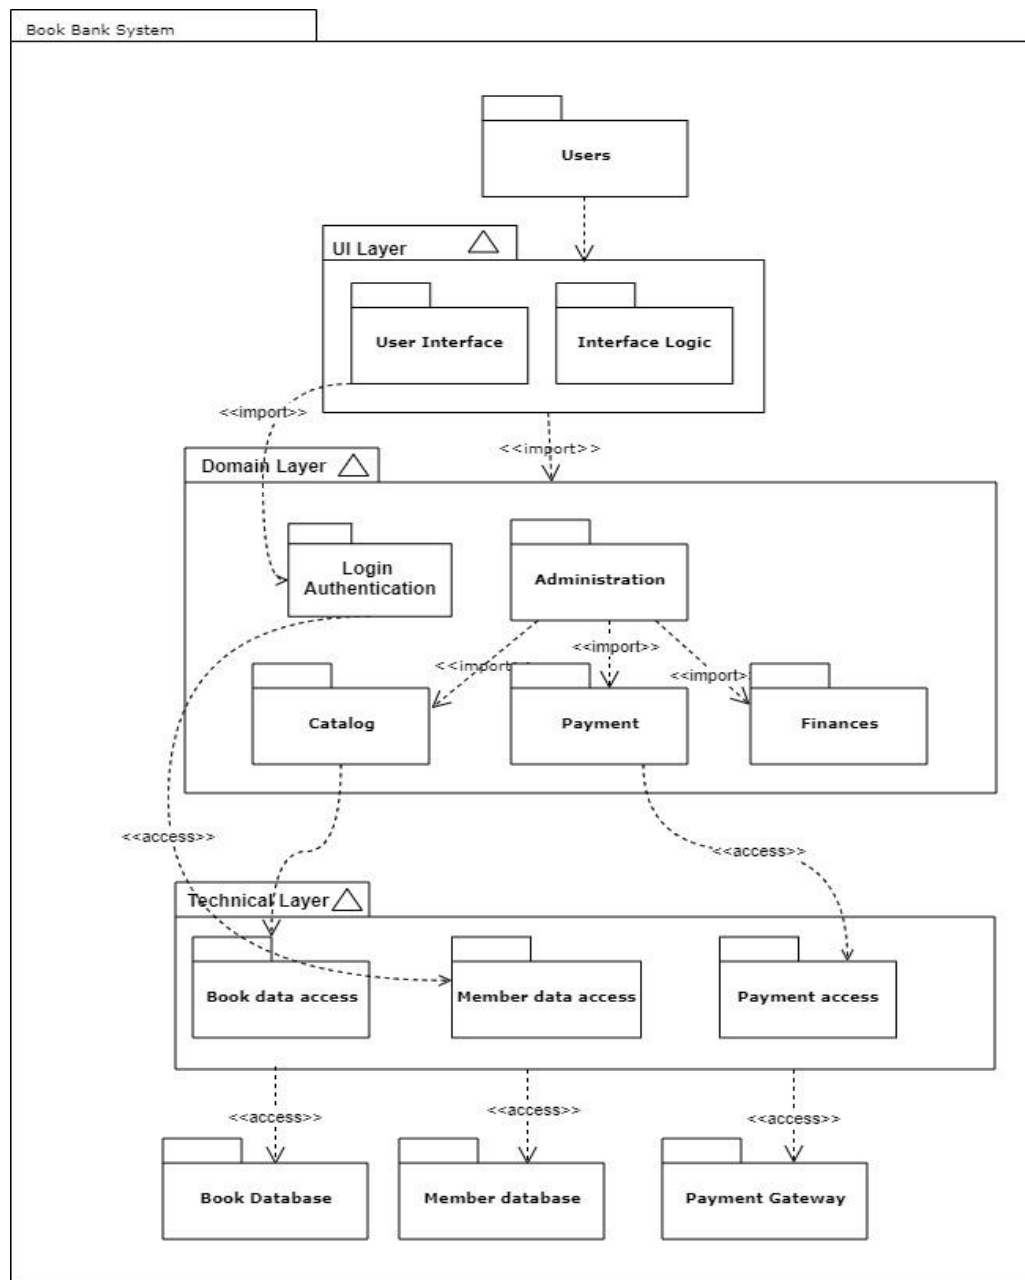 Book Bank System
Users
UI Layer
User Interface
Interface Logic
<<import>>
<<import>>
Domain Layer
Login
Authentication
Administration
<<import>>
<<import>>
<<import>>
Catalog
Payment
Finances
<<access>>
<<access>>
Technical Layer
Book data access
Member data access
Payment access
<<access>>
<<access>>
<<access>>
Book Database
Member database
Payment Gateway